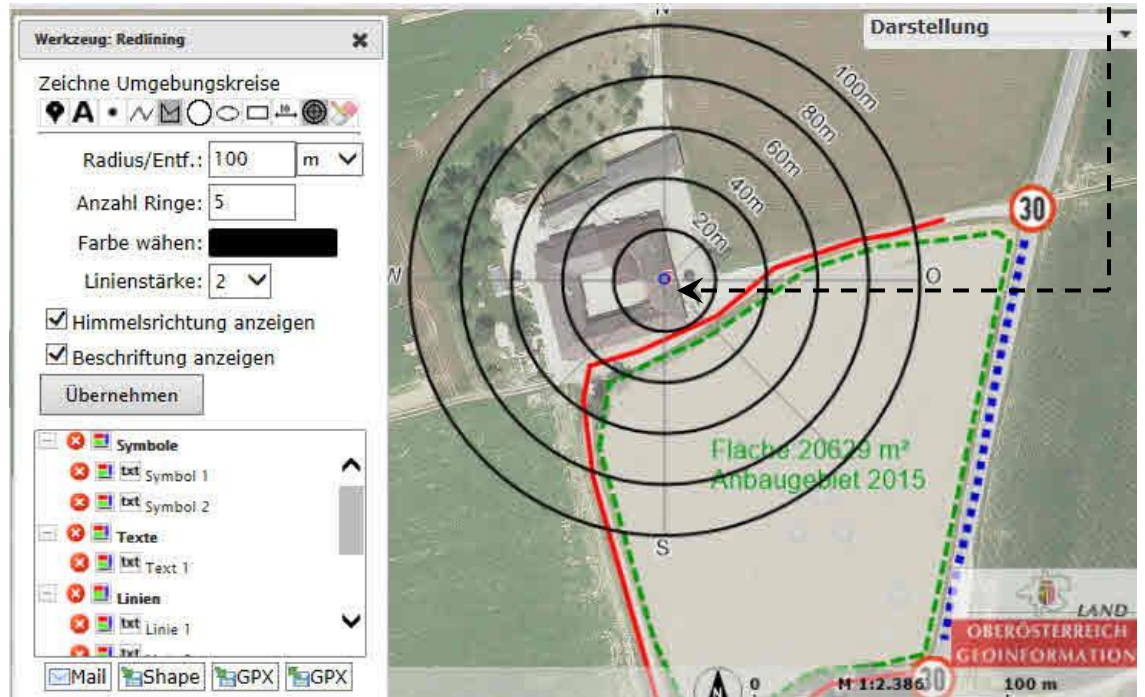 Werkzeug: Redlining
Zeichne Umgebungskreise
A
Radius/Entf.: 100 m
Anzahl Ringe: 5
Farbe wähen:
Linienstärke: 2
Himmelsrichtung anzeigen
Beschriftung anzeigen
Übernehmen
Symbole
txt Symbol 1
txt Symbol 2
Texte
txt Text 1
Linien
txt Linie 1
Mail Shape GPX GPX
Darstellung
N
100m
80m
60m
40m
20m
30
O
S
Fläche 20629 m²
Anbaugebiet 2015
LAND
OBERÖSTERREICH
GEOINFORMATION
30
N
0
M 1:2.386
100 m